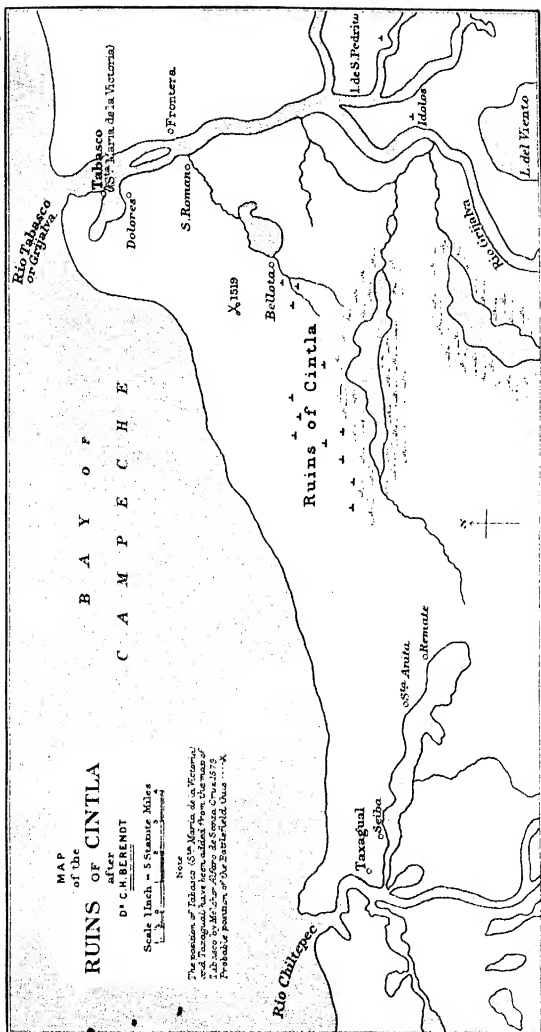 MAP
of the
RUINS OF CINTLA
after
Dr C. H. BERENDT
Scale 1 Inch = 5 Statute Miles
Note
The position of Tabasco (Sta Maria de la Victoria)
and Taxagual have been added from the map of
Tabasco by Melchor Alfaro de Santa Cruz 1579
Probable position of the Battlefield thus
BAY OF
CAMPECHE
Rio Tabasco
or Grijalva
Tabasco
(Sta Maria de la Victoria)
Dolores
Frontera
S. Romano
I. de S. Pedrito
Idolos
L. del Viento
Rio Grijalva
1519
Bellota
Ruins of Cintla
N
Rio Chiltepec
Taxagual
Seiba
Sta Anita
Remate